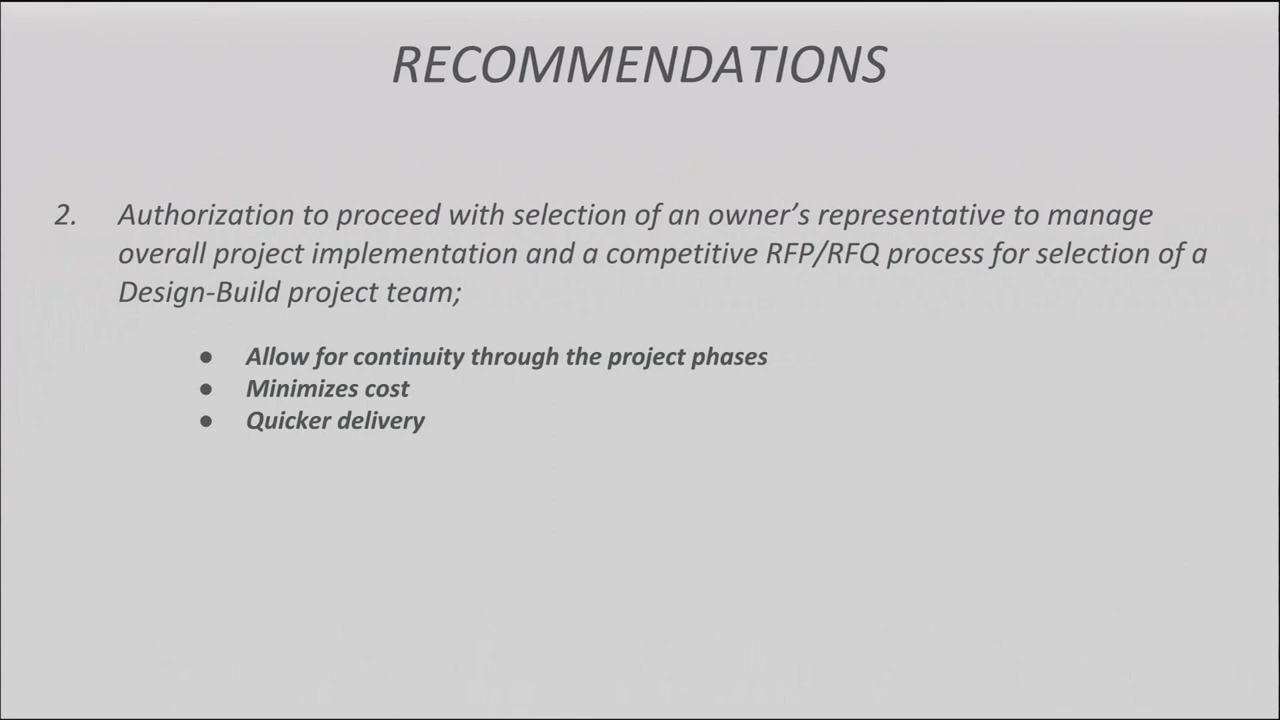 RECOMMENDATIONS
2. Authorization to proceed with selection of an owner’s representative to manage
overall project implementation and a competitive RFP/RFQ process for selection of a
Design-Build project team;
● Allow for continuity through the project phases
● Minimizes cost
● Quicker delivery